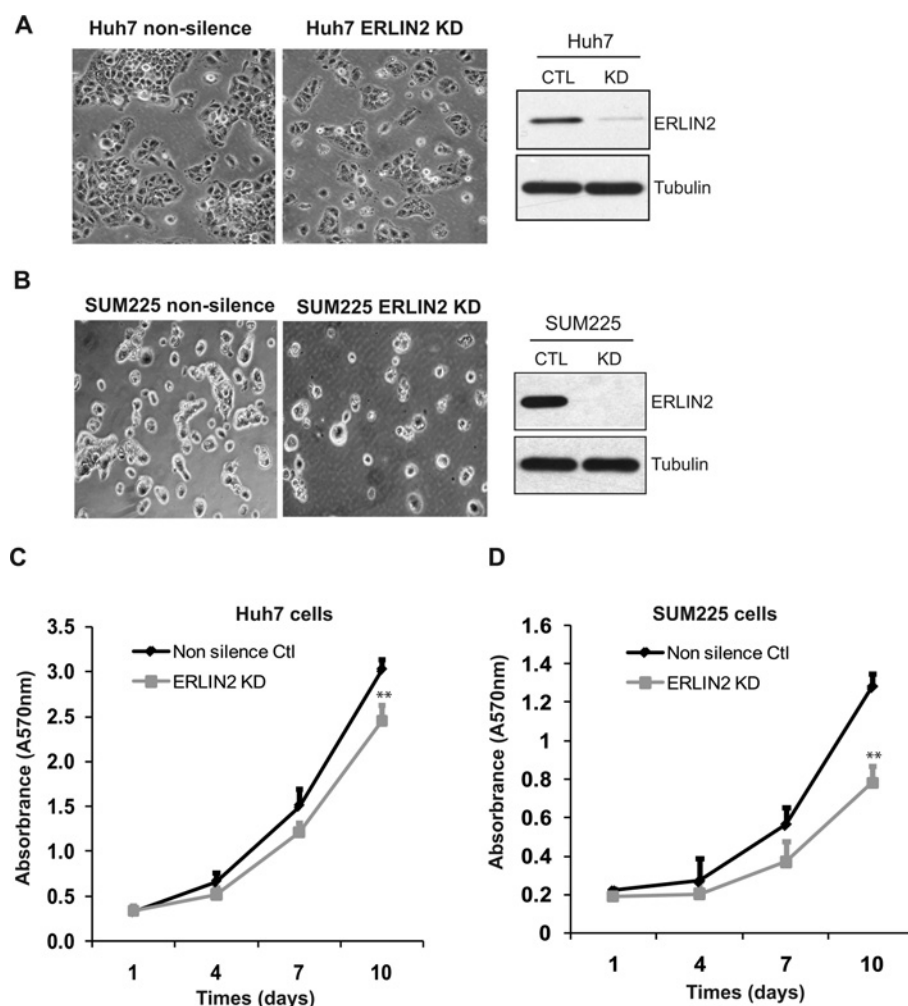 A
Huh7 non-silence
Huh7 ERLIN2 KD
Huh7
CTL KD
ERLIN2
Tubulin
B
SUM225 non-silence
SUM225 ERLIN2 KD
SUM225
CTL KD
ERLIN2
Tubulin
C
Huh7 cells
Absorbrance (A570nm)
3.5
3.0
2.5
2.0
1.5
1.0
0.5
0.0
Non silence Ctl
ERLIN2 KD
**
1 4 7 10
Times (days)
D
SUM225 cells
Absorbrance (A570nm)
1.6
1.4
1.2
1
0.8
0.6
0.4
0.2
0
Non silence Ctl
ERLIN2 KD
**
1 4 7 10
Times (days)